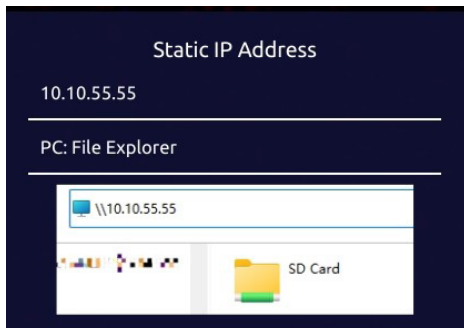 Static IP Address
10.10.55.55
PC: File Explorer
\\10.10.55.55
SD Card